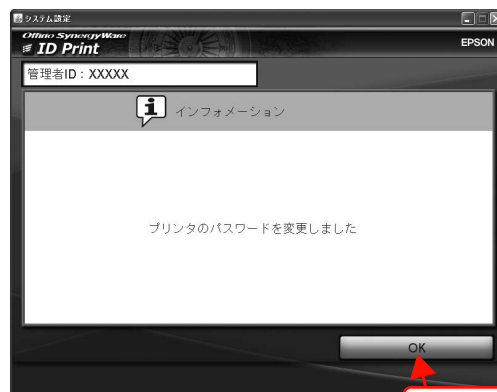 システム設定
Offirio SynergyWare
ID Print
EPSON
管理者ID：XXXXX
インフォメーション
プリンタのパスワードを変更しました
OK